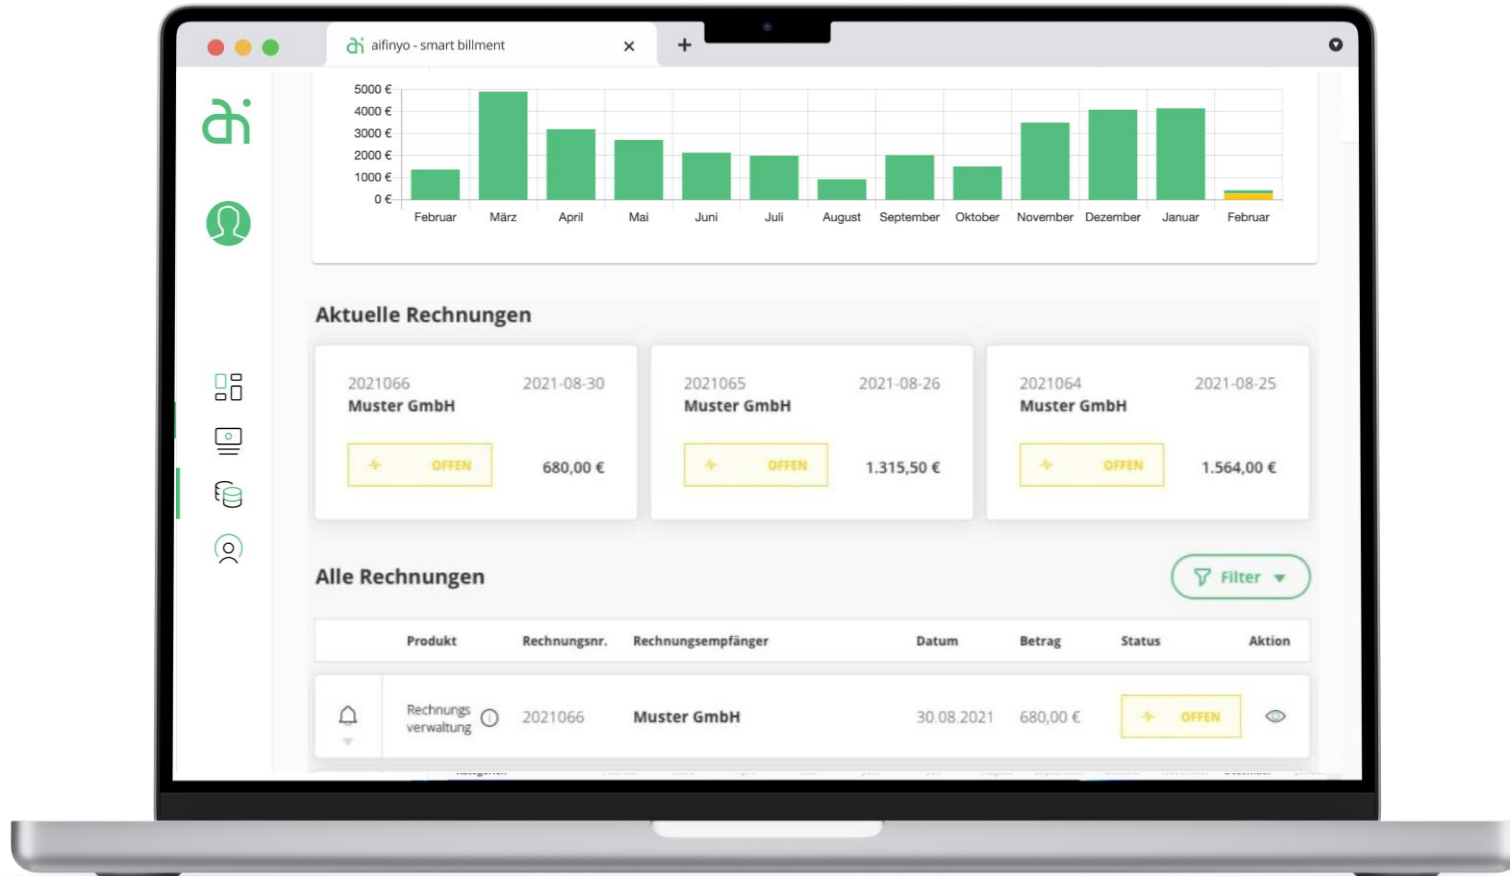 aifinyo - smart billment
5000 €
4000 €
3000 €
2000 €
1000 €
0 €
Februar März April Mai Juni Juli August September Oktober November Dezember Januar Februar
Aktuelle Rechnungen
2021066 2021-08-30
Muster GmbH
OFFEN 680,00 €
2021065 2021-08-26
Muster GmbH
OFFEN 1.315,50 €
2021064 2021-08-25
Muster GmbH
OFFEN 1.564,00 €
Alle Rechnungen
Filter
Produkt Rechnungsnr. Rechnungsempfänger Datum Betrag Status Aktion
Rechnungs
verwaltung
2021066 Muster GmbH 30.08.2021 680,00 € OFFEN